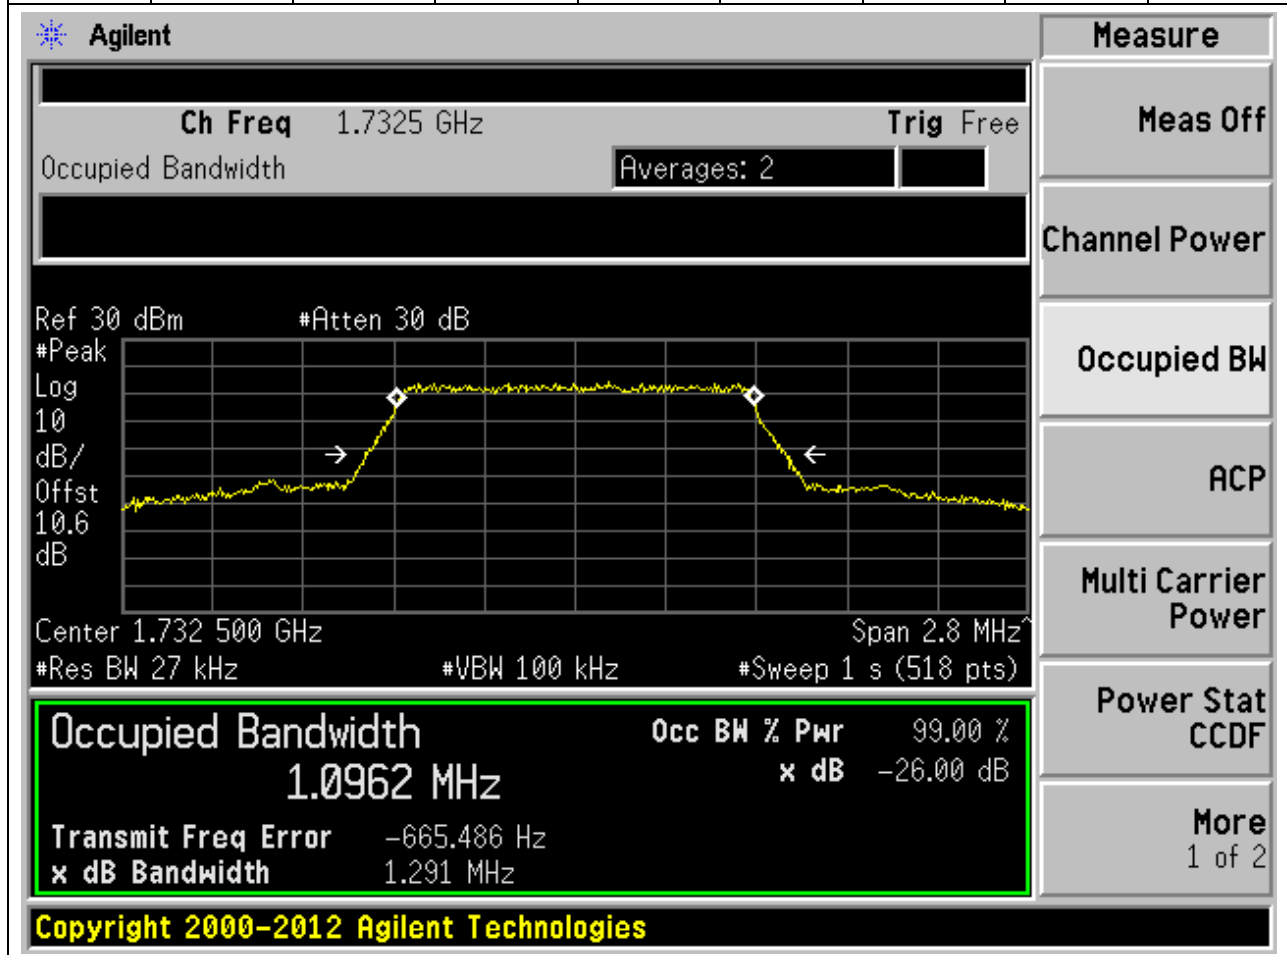 Agilent
Measure
Ch Freq 1.7325 GHz Trig Free
Meas Off
Occupied Bandwidth Averages: 2
Channel Power
Ref 30 dBm #Atten 30 dB
#Peak
Log
10
dB/
Offst
10.6
dB
Occupied BW
ACP
Multi Carrier
Power
Center 1.732 500 GHz Span 2.8 MHz^
#Res BW 27 kHz #VBW 100 kHz #Sweep 1 s (518 pts)
Power Stat
CCDF
Occupied Bandwidth
1.0962 MHz
Occ BW % Pwr 99.00 %
x dB -26.00 dB
Transmit Freq Error -665.486 Hz
x dB Bandwidth 1.291 MHz
More
1 of 2
Copyright 2000-2012 Agilent Technologies